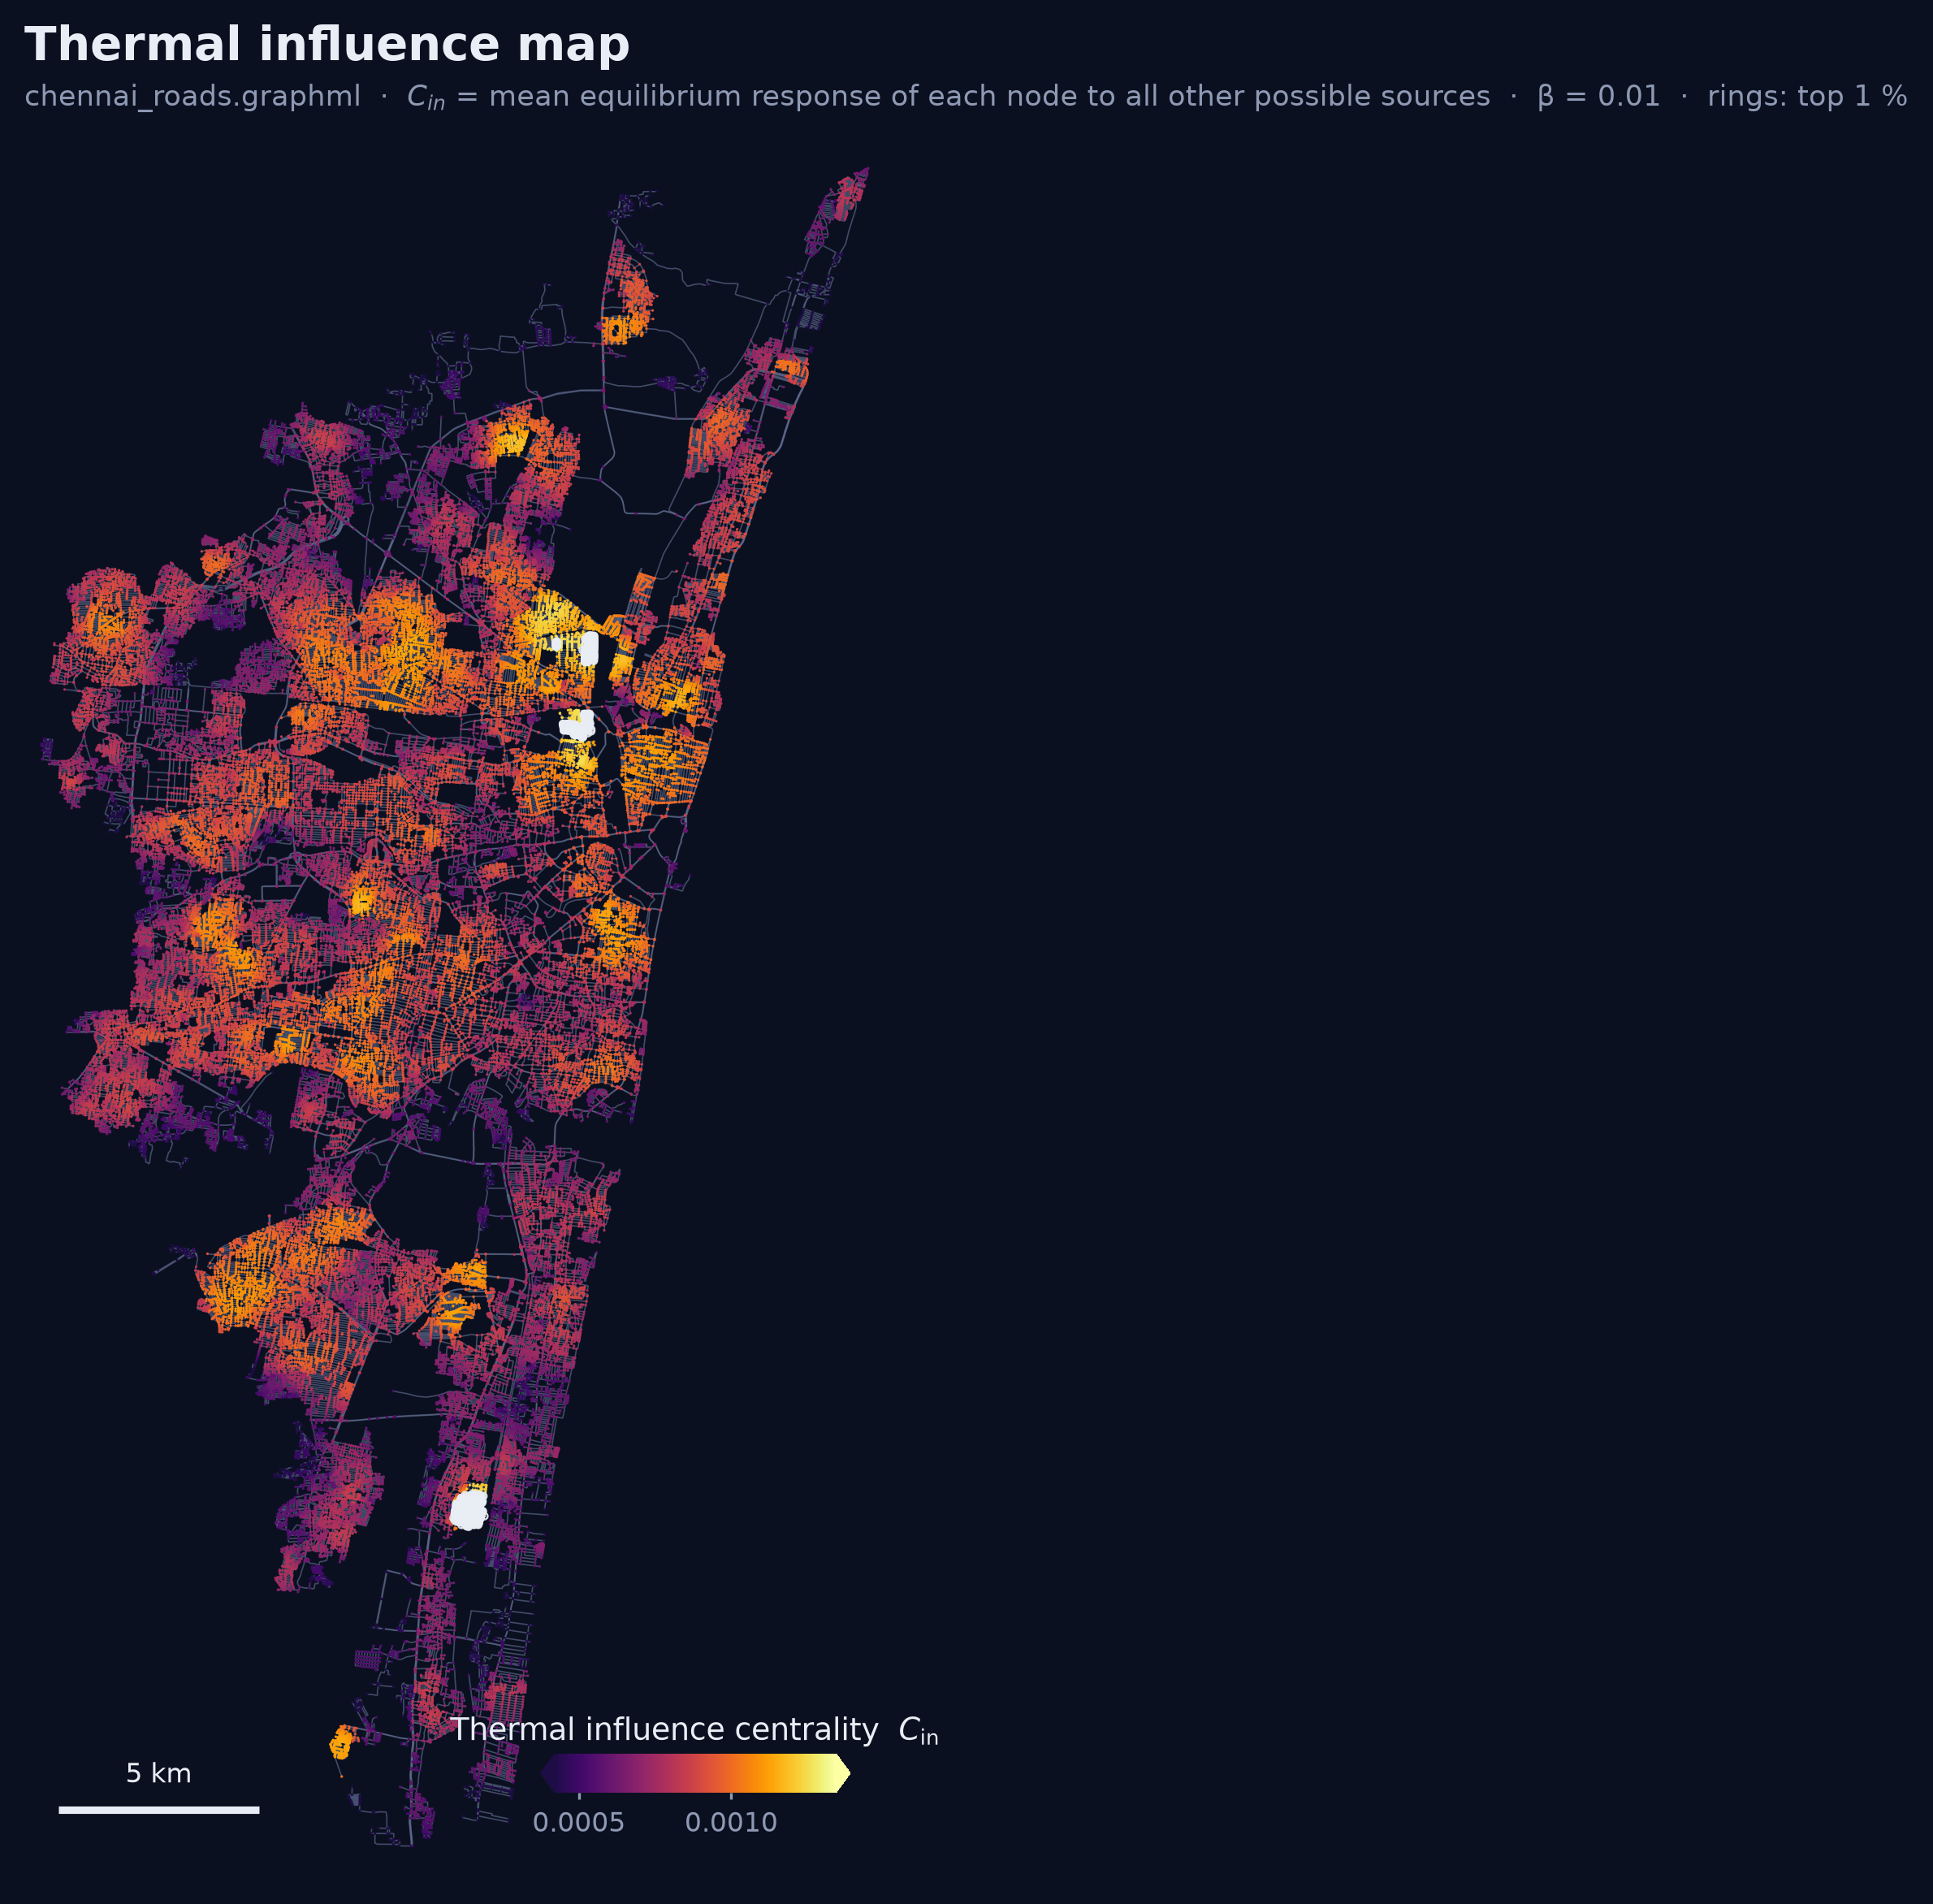 Thermal influence map
chennai_roads.graphml · C_in = mean equilibrium response of each node to all other possible sources · β = 0.01 · rings: top 1 %
Thermal influence centrality C_in
5 km
0.0005 0.0010